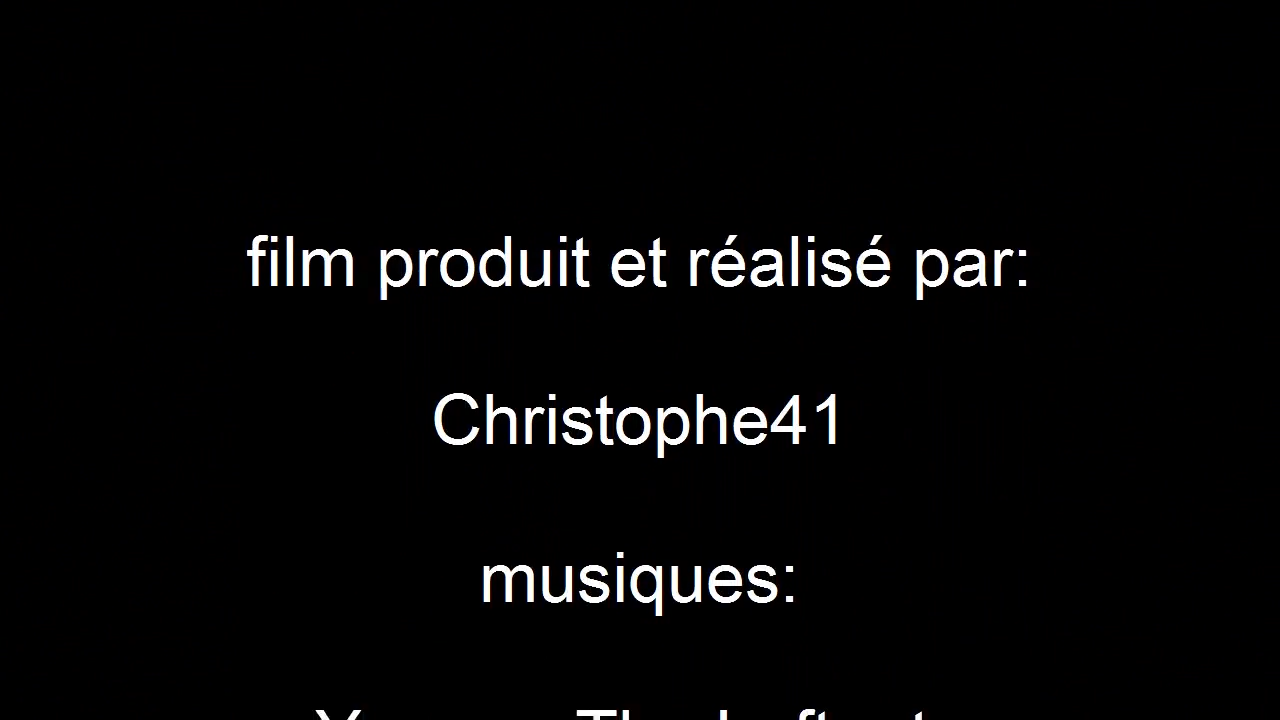 film produit et réalisé par:
Christophe41
musiques: